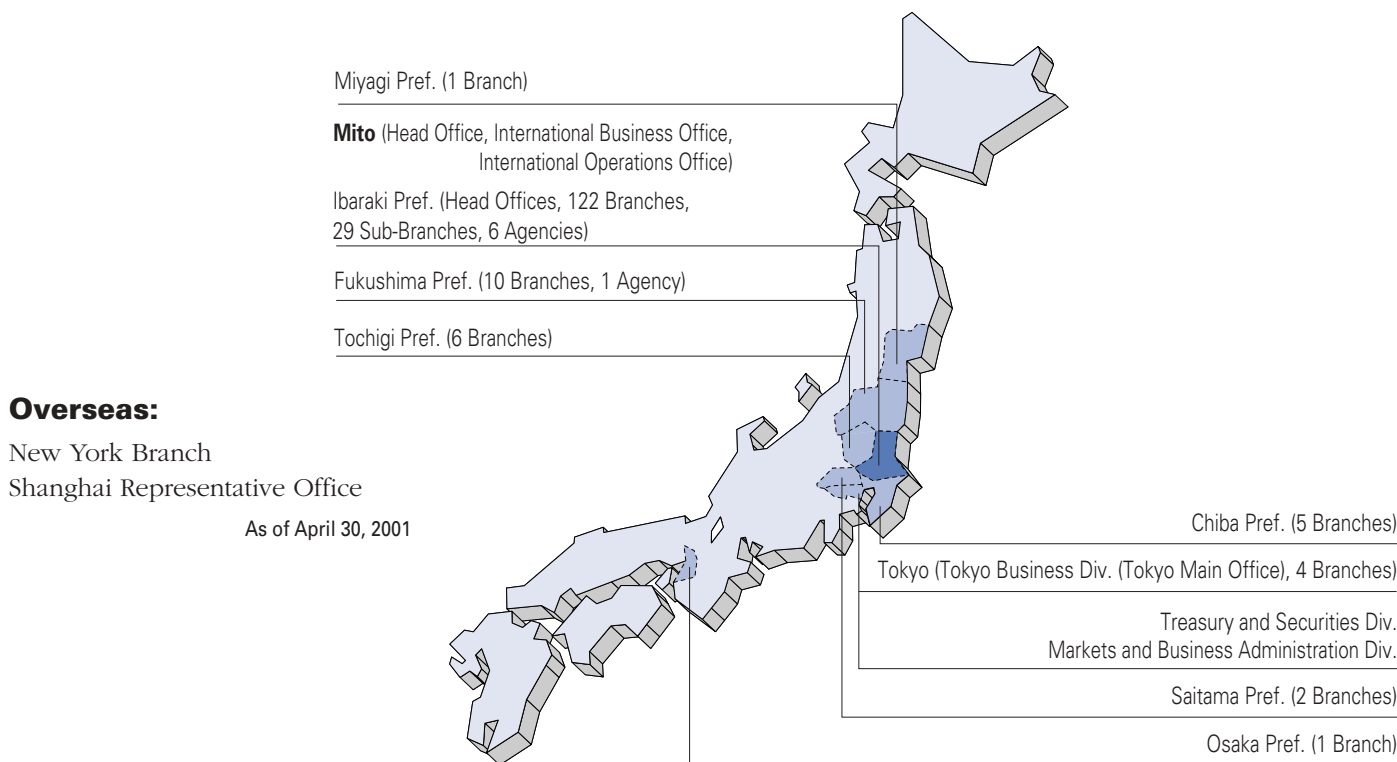 Miyagi Pref. (1 Branch)
Mito (Head Office, International Business Office,
International Operations Office)
Ibaraki Pref. (Head Offices, 122 Branches,
29 Sub-Branches, 6 Agencies)
Fukushima Pref. (10 Branches, 1 Agency)
Tochigi Pref. (6 Branches)
Overseas:
New York Branch
Shanghai Representative Office
As of April 30, 2001
Chiba Pref. (5 Branches)
Tokyo (Tokyo Business Div. (Tokyo Main Office), 4 Branches)
Treasury and Securities Div.
Markets and Business Administration Div.
Saitama Pref. (2 Branches)
Osaka Pref. (1 Branch)